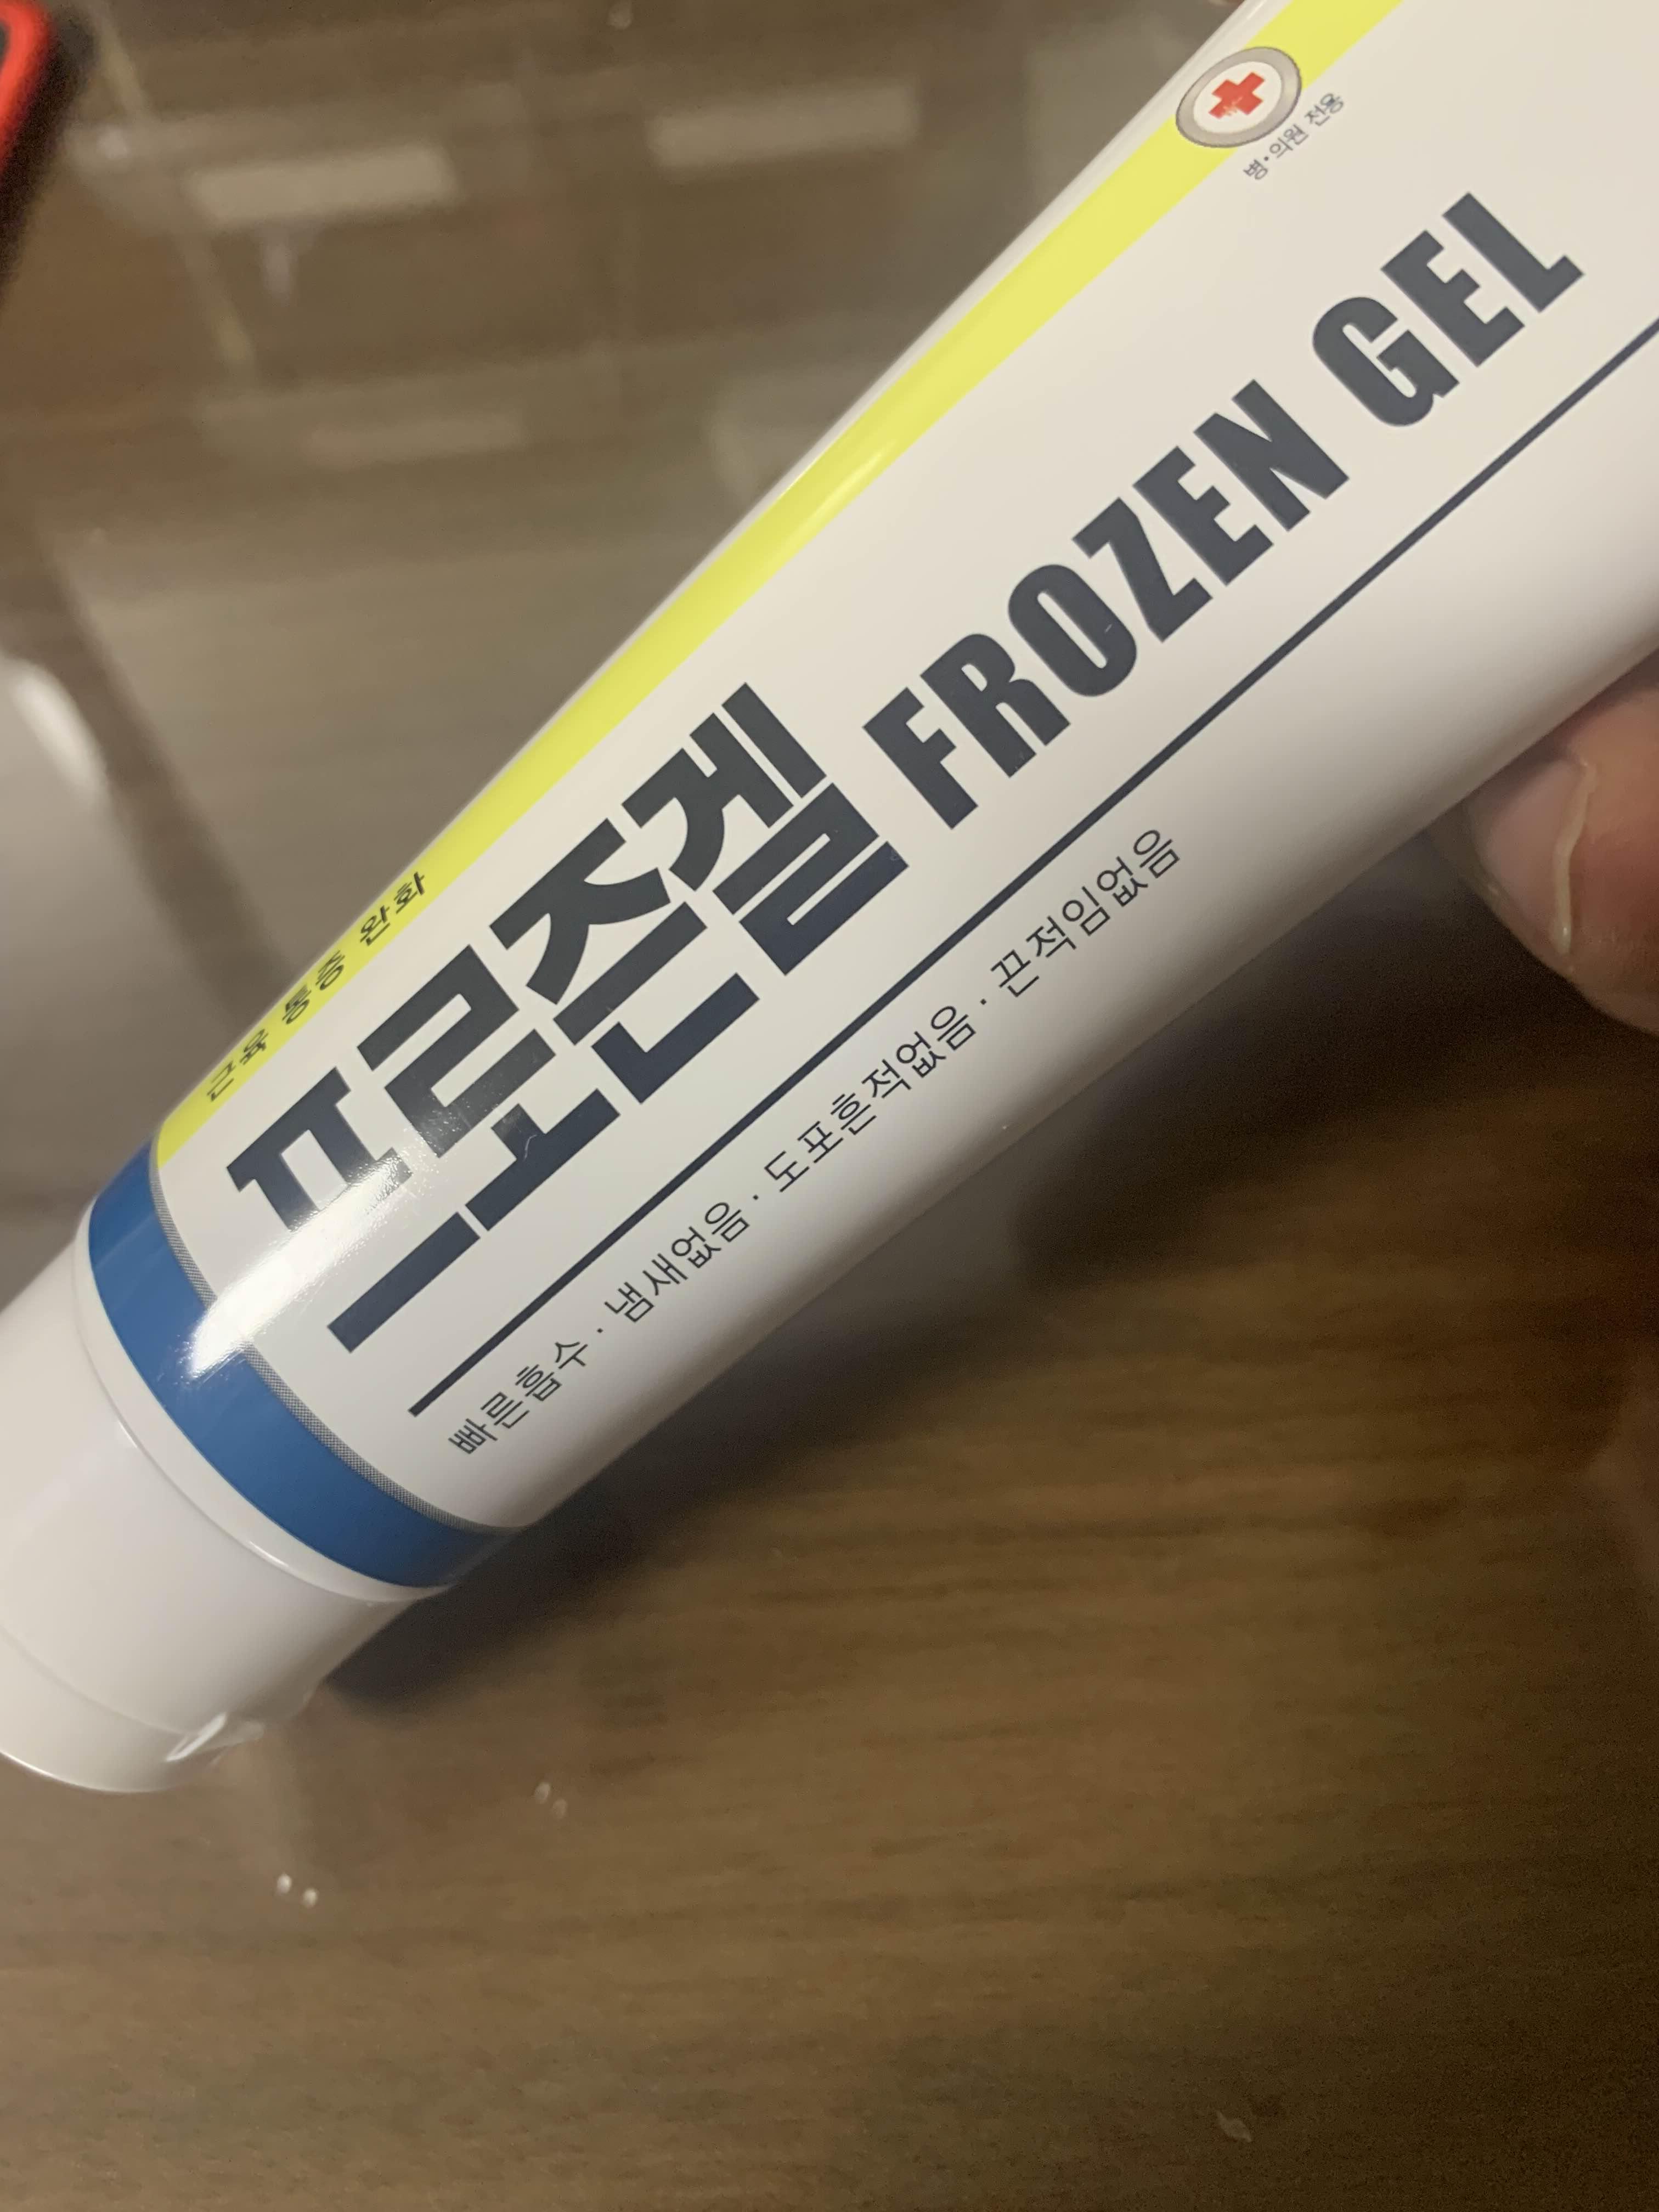 병·의원 전용
근육 통증 완화
프로즌겔 FROZEN GEL
빠른흡수 · 냄새없음 · 도포흔적없음 · 끈적임없음